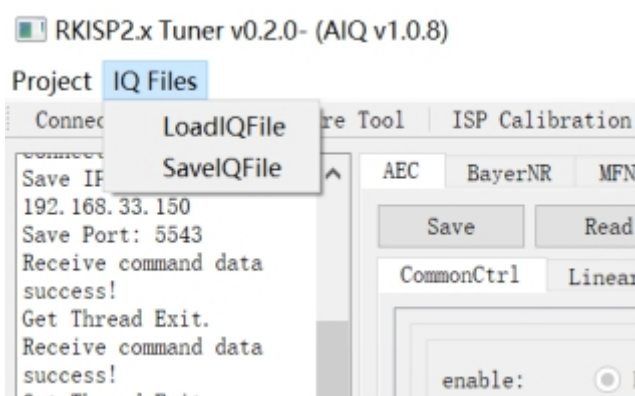 RKISP2.x Tuner v0.2.0- (AIQ v1.0.8)
Project IQ Files
LoadIQFile
SaveIQFile
Tool ISP Calibration
Save
192.168.33.150
Save Port: 5543
Receive command data
success!
Get Thread Exit.
Receive command data
success!
AEC BayerNR MFN
Save Read
CommonCtrl Linear
enable: